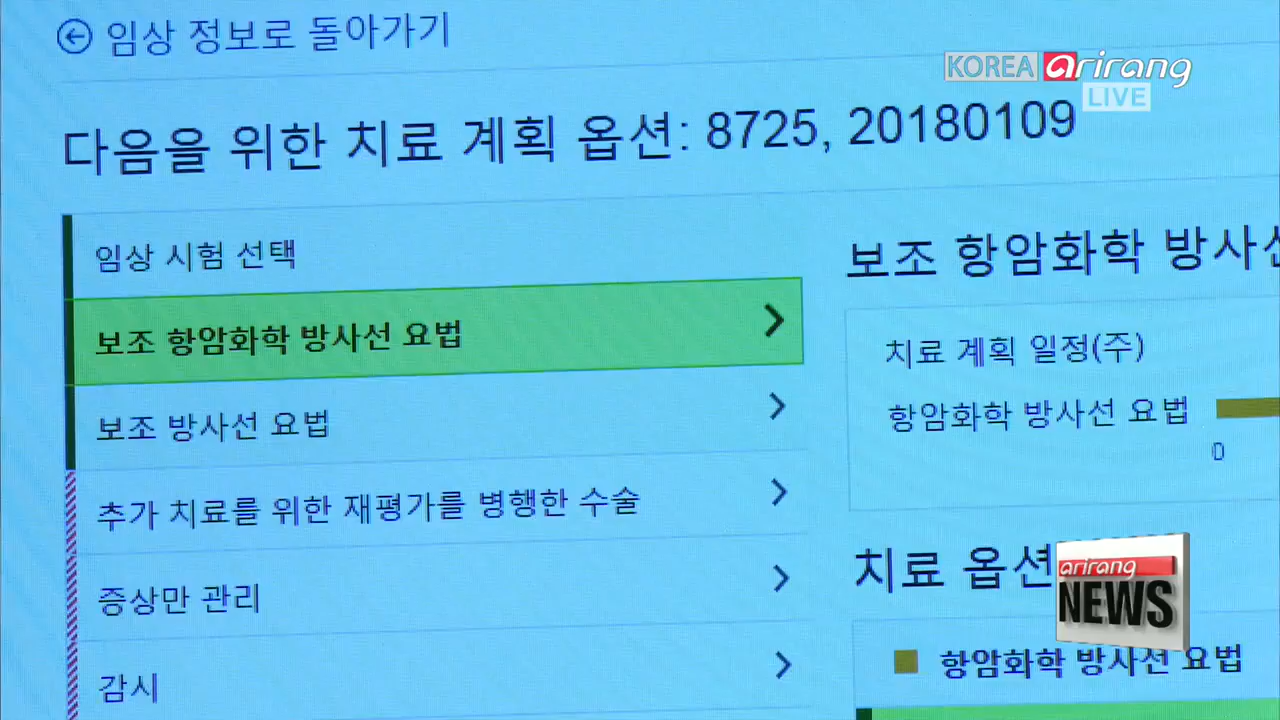 임상 정보로 돌아가기
KOREA arirang
LIVE
다음을 위한 치료 계획 옵션: 8725, 20180109
임상 시험 선택
보조 항암화학 방사선 요법
보조 방사선 요법
추가 치료를 위한 재평가를 병행한 수술
증상만 관리
감시
보조 항암화학 방사선
치료 계획 일정(주)
항암화학 방사선 요법
0
치료 옵션
항암화학 방사선 요법
arirang
NEWS